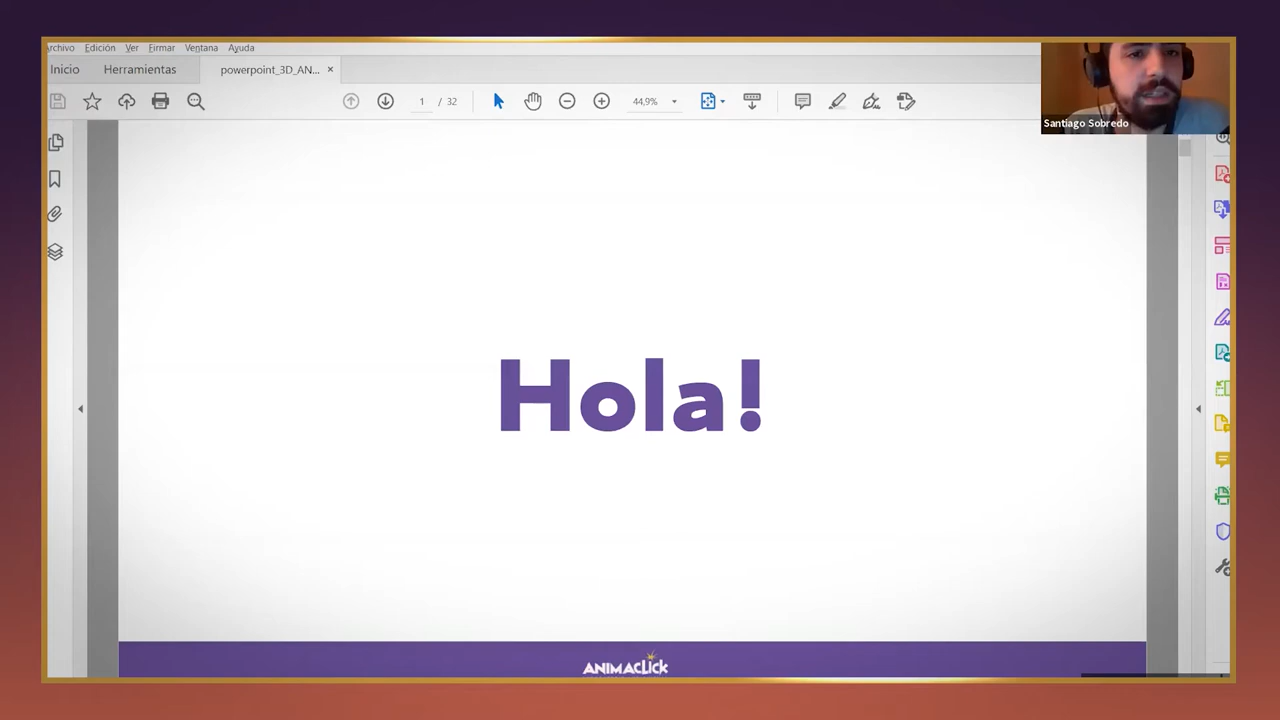 Archivo Edición Ver Firmar Ventana Ayuda
Inicio Herramientas powerpoint_3D_AN... ×
1 / 32 44,9%
Santiago Sobredo
Hola!
ANIMACLICK